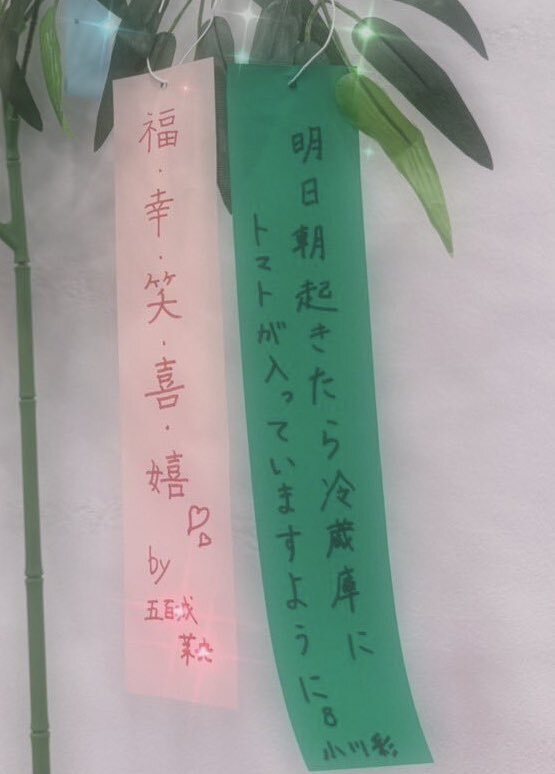 福・幸・笑・喜・嬉
by
五百城
茉央
明日朝起きたら冷蔵庫に
トマトが入っていますように。
小川彩